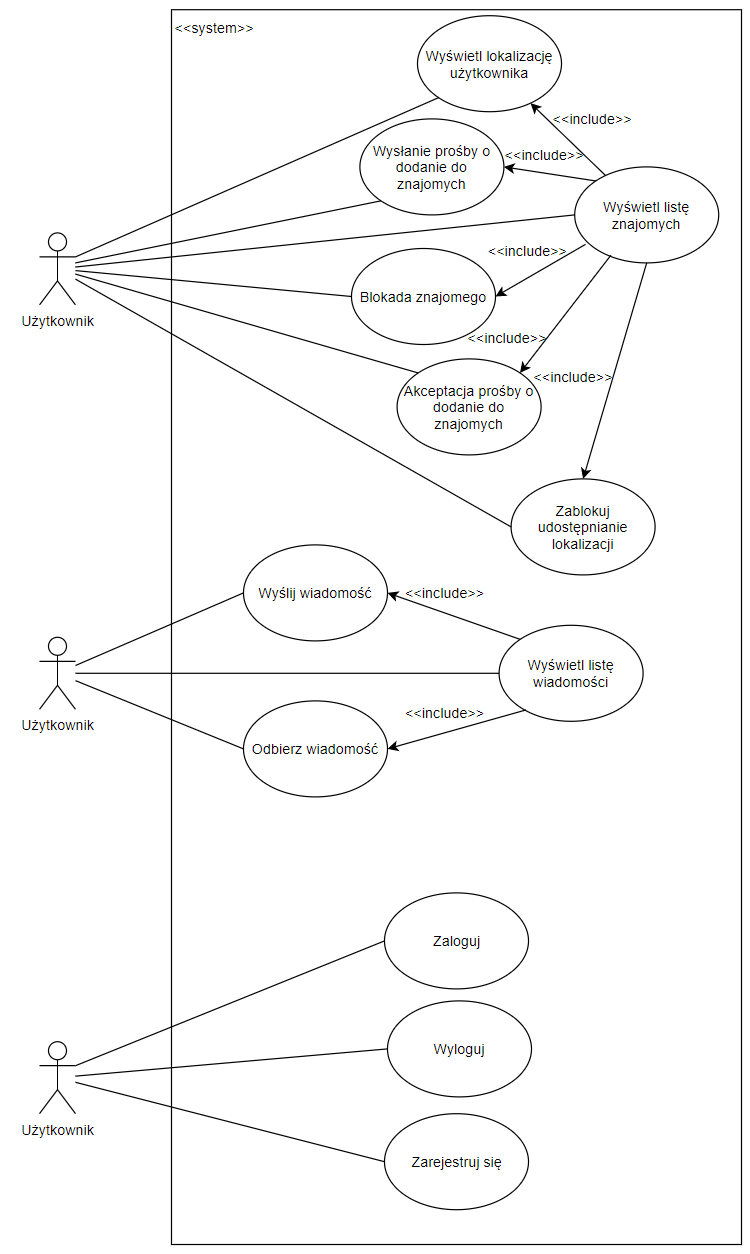 <<system>>
Wyświetl lokalizację
użytkownika
<<include>>
Wysłanie prośby o
dodanie do
znajomych
<<include>>
Wyświetl listę
znajomych
<<include>>
Blokada znajomego
Użytkownik
<<include>>
<<include>>
Akceptacja prośby o
dodanie do
znajomych
Zablokuj
udostępnianie
lokalizacji
Wyślij wiadomość
<<include>>
Wyświetl listę
wiadomości
Użytkownik
<<include>>
Odbierz wiadomość
Zaloguj
Wyloguj
Użytkownik
Zarejestruj się